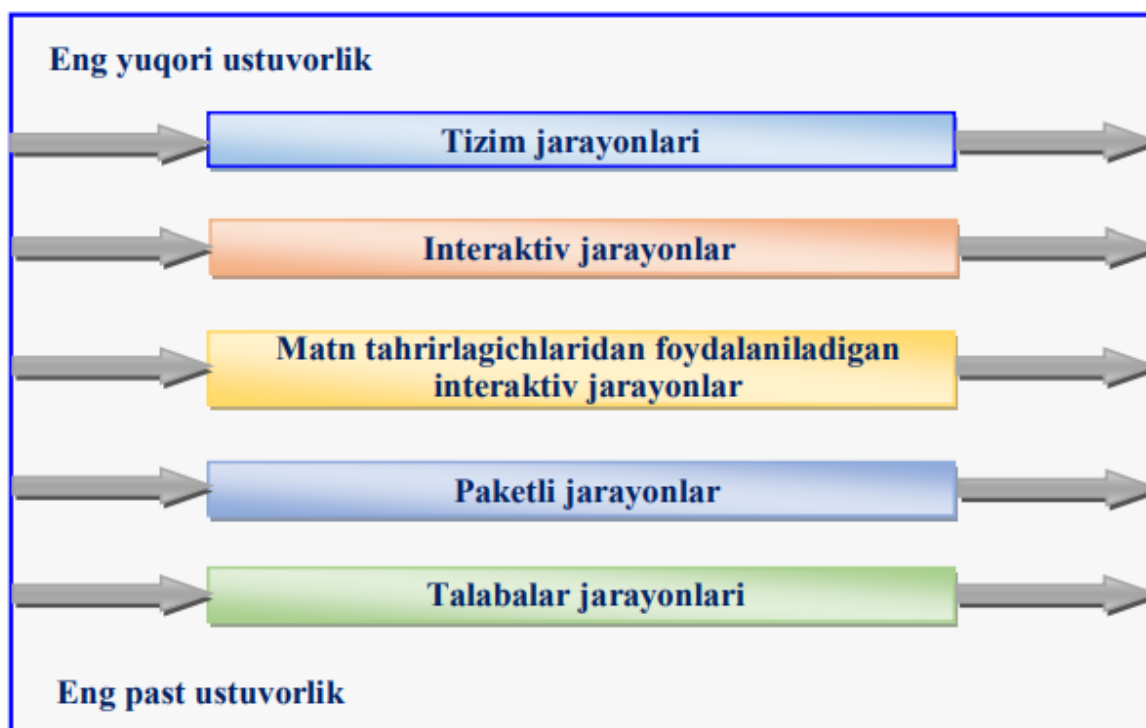 Eng yuqori ustuvorlik
Tizim jarayonlari
Interaktiv jarayonlar
Matn tahrirlagichlaridan foydalaniladigan
interaktiv jarayonlar
Paketli jarayonlar
Talabalar jarayonlari
Eng past ustuvorlik